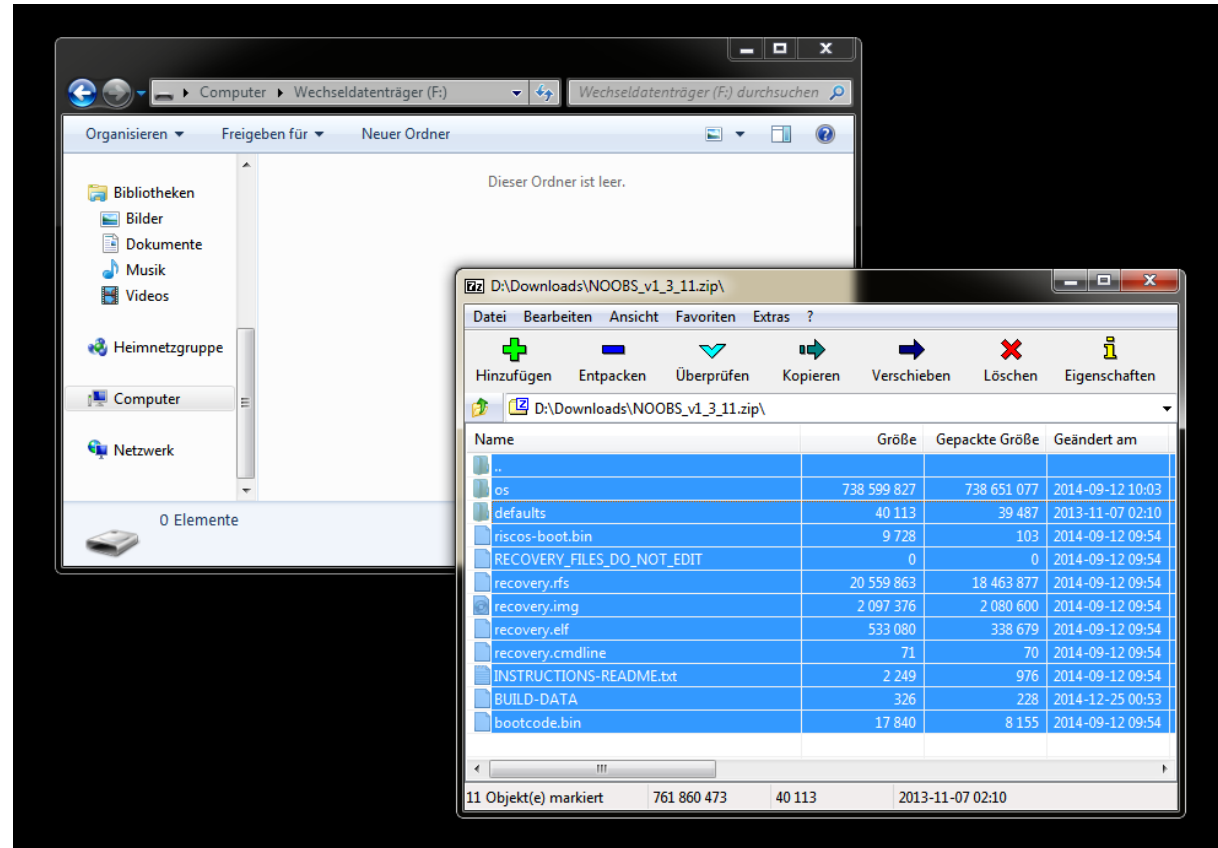 Computer ▸ Wechseldatenträger (F:)
Wechseldatenträger (F:) durchsuchen
Organisieren
Freigeben für
Neuer Ordner
Bibliotheken
Bilder
Dokumente
Musik
Videos
Heimnetzgruppe
Computer
Netzwerk
Dieser Ordner ist leer.
0 Elemente
D:\Downloads\NOOBS_v1_3_11.zip\
Datei Bearbeiten Ansicht Favoriten Extras ?
Hinzufügen Entpacken Überprüfen Kopieren Verschieben Löschen Eigenschaften
D:\Downloads\NOOBS_v1_3_11.zip\
Name Größe Gepackte Größe Geändert am
..
os 738 599 827 738 651 077 2014-09-12 10:03
defaults 40 113 39 487 2013-11-07 02:10
riscos-boot.bin 9 728 103 2014-09-12 09:54
RECOVERY_FILES_DO_NOT_EDIT 0 0 2014-09-12 09:54
recovery.rfs 20 559 863 18 463 877 2014-09-12 09:54
recovery.img 2 097 376 2 080 600 2014-09-12 09:54
recovery.elf 533 080 338 679 2014-09-12 09:54
recovery.cmdline 71 70 2014-09-12 09:54
INSTRUCTIONS-README.txt 2 249 976 2014-09-12 09:54
BUILD-DATA 326 228 2014-12-25 00:53
bootcode.bin 17 840 8 155 2014-09-12 09:54
11 Objekt(e) markiert 761 860 473 40 113 2013-11-07 02:10